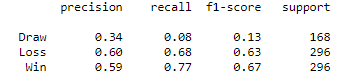 precision recall f1-score support
Draw 0.34 0.08 0.13 168
Loss 0.60 0.68 0.63 296
Win 0.59 0.77 0.67 296